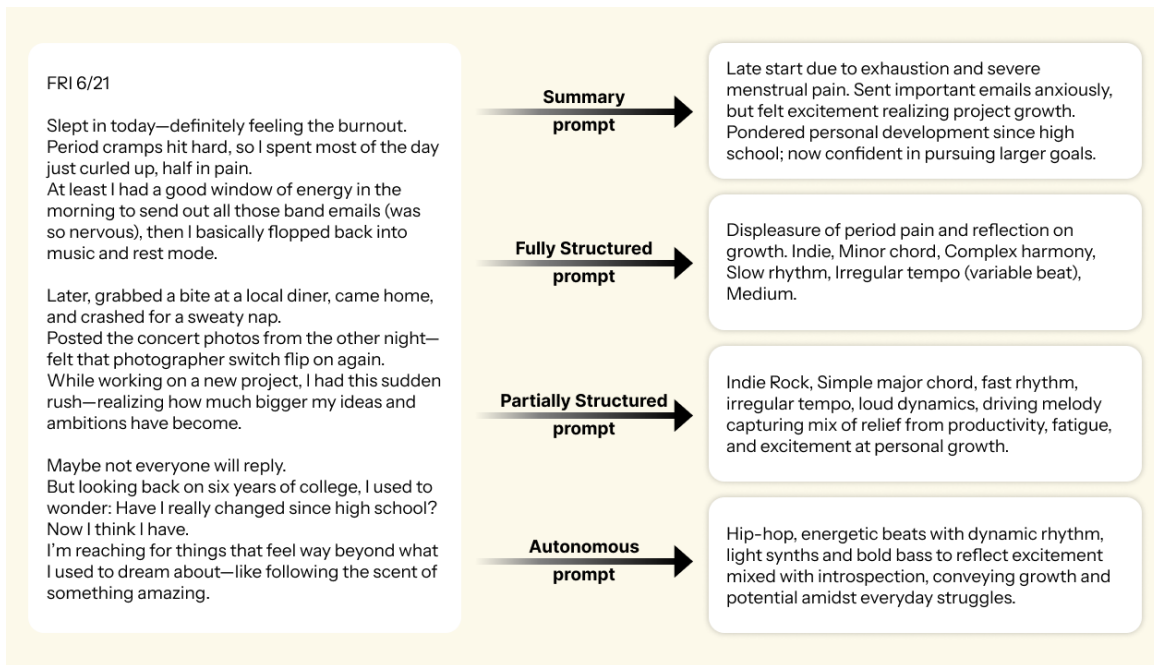 FRI 6/21
Slept in today—definitely feeling the burnout.
Period cramps hit hard, so I spent most of the day
just curled up, half in pain.
At least I had a good window of energy in the
morning to send out all those band emails (was
so nervous), then I basically flopped back into
music and rest mode.
Later, grabbed a bite at a local diner, came home,
and crashed for a sweaty nap.
Posted the concert photos from the other night—
felt that photographer switch flip on again.
While working on a new project, I had this sudden
rush—realizing how much bigger my ideas and
ambitions have become.
Maybe not everyone will reply.
But looking back on six years of college, I used to
wonder: Have I really changed since high school?
Now I think I have.
I'm reaching for things that feel way beyond what
I used to dream about—like following the scent of
something amazing.
Summary
prompt
Late start due to exhaustion and severe
menstrual pain. Sent important emails anxiously,
but felt excitement realizing project growth.
Pondered personal development since high
school; now confident in pursuing larger goals.
Fully Structured
prompt
Displeasure of period pain and reflection on
growth. Indie, Minor chord, Complex harmony,
Slow rhythm, Irregular tempo (variable beat),
Medium.
Partially Structured
prompt
Indie Rock, Simple major chord, fast rhythm,
irregular tempo, loud dynamics, driving melody
capturing mix of relief from productivity, fatigue,
and excitement at personal growth.
Autonomous
prompt
Hip-hop, energetic beats with dynamic rhythm,
light synths and bold bass to reflect excitement
mixed with introspection, conveying growth and
potential amidst everyday struggles.